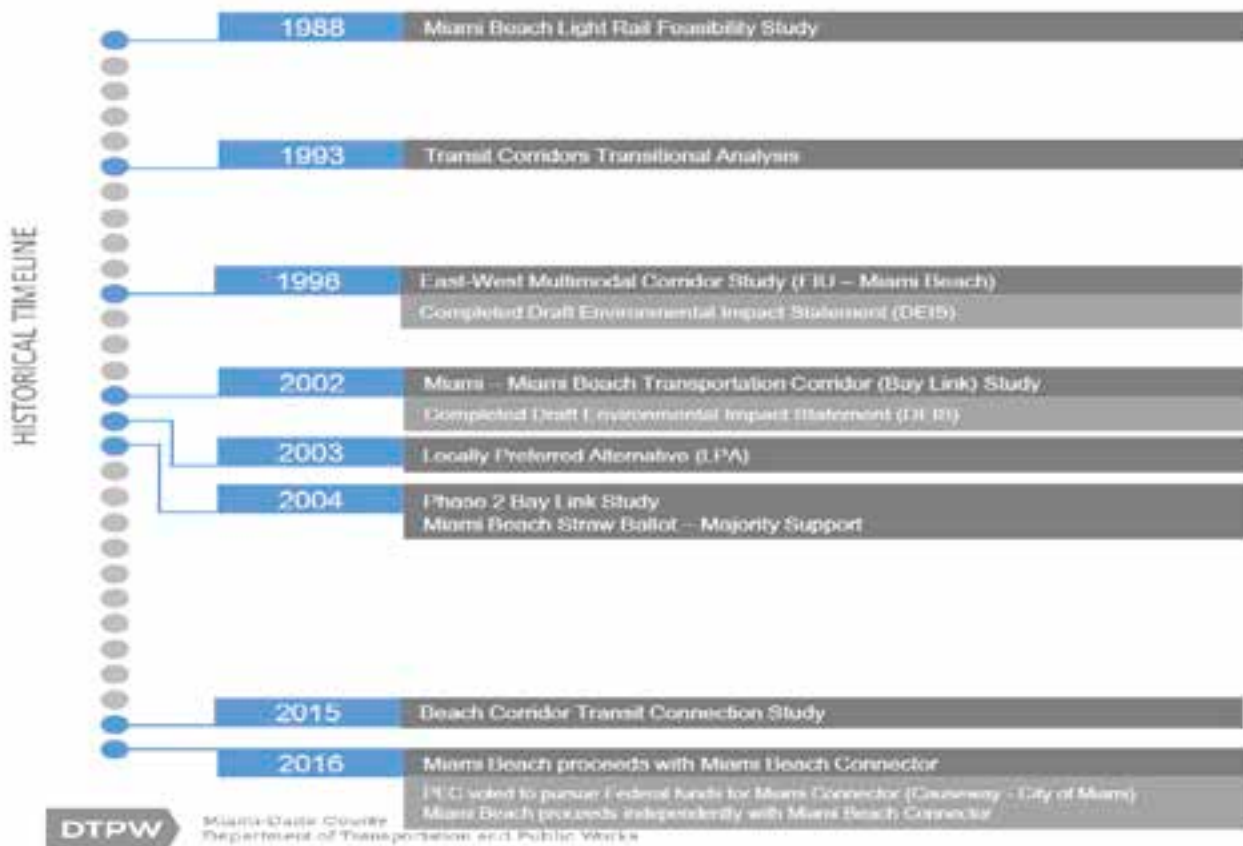 HISTORICAL TIMELINE
1988 Miami Beach Light Rail Feasibility Study
1993 Transit Corridors Transitional Analysis
1998 East-West Multimodal Corridor Study (FIU – Miami Beach)
Completed Draft Environmental Impact Statement (DEIS)
2002 Miami – Miami Beach Transportation Corridor (Bay Link) Study
Completed Draft Environmental Impact Statement (DEIS)
2003 Locally Preferred Alternative (LPA)
2004 Phase 2 Bay Link Study
Miami Beach Straw Ballot – Majority Support
2015 Beach Corridor Transit Connection Study
2016 Miami Beach proceeds with Miami Beach Connector
PEC voted to pursue Federal funds for Miami Connector (Causeway - City of Miami)
Miami Beach proceeds independently with Miami Beach Connector
DTPW Miami-Dade County
Department of Transportation and Public Works